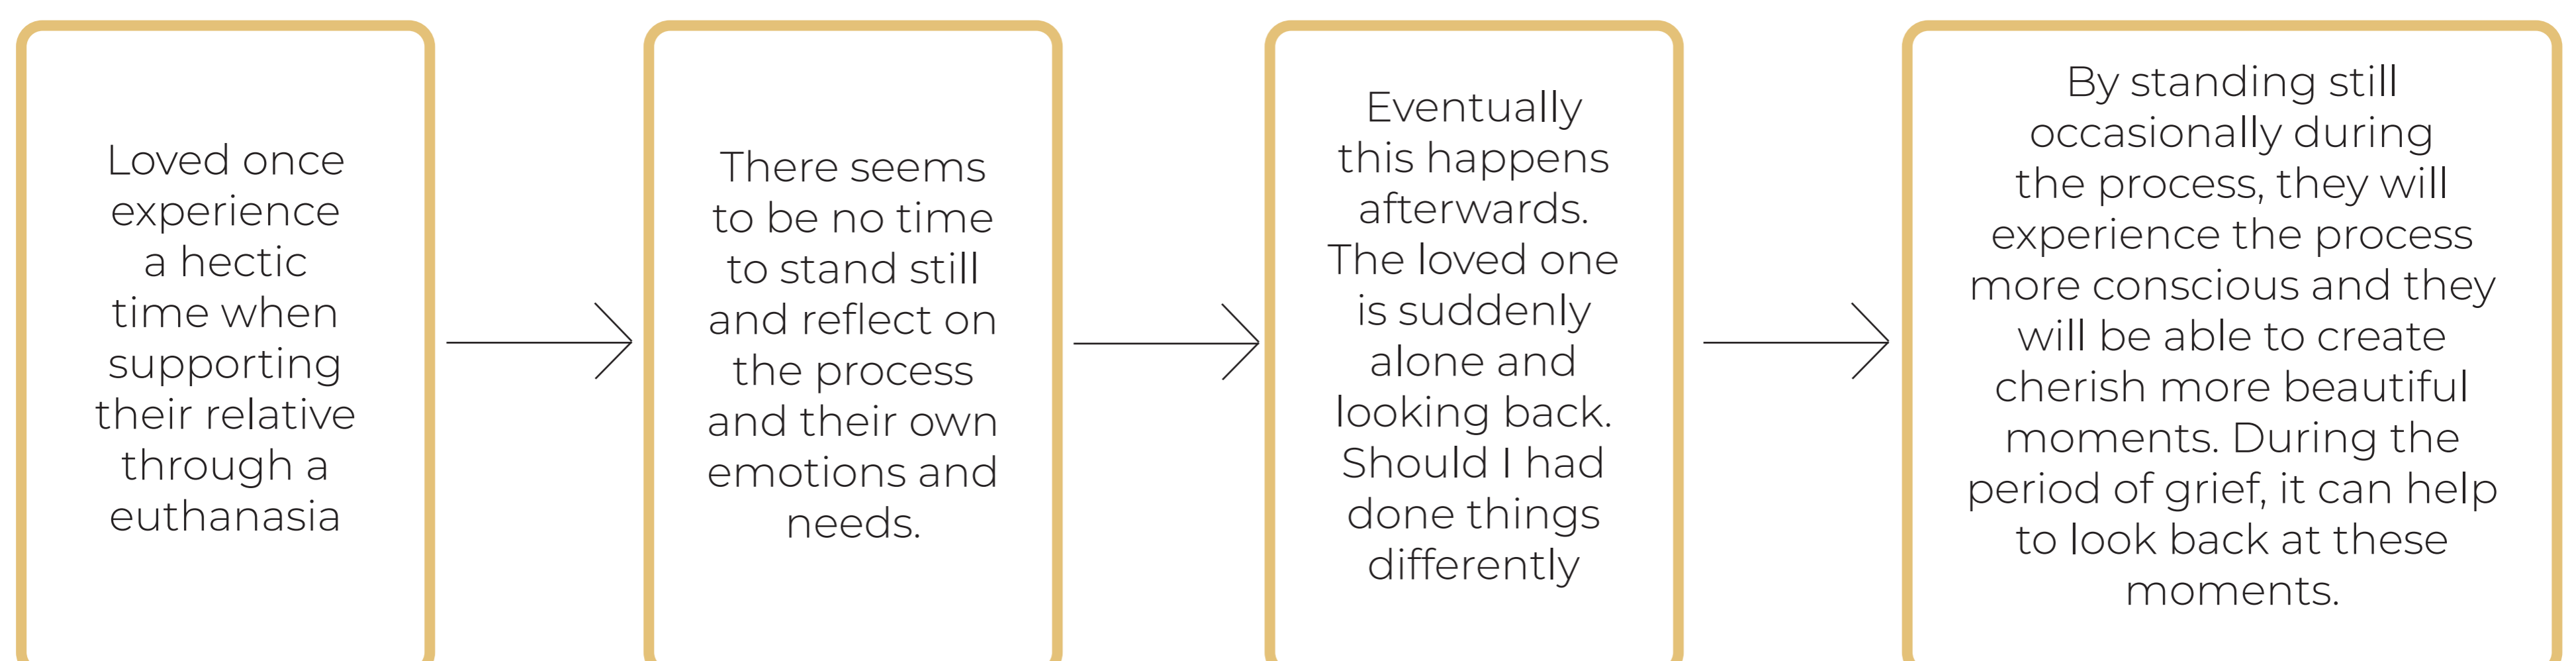 Loved once
experience
a hectic
time when
supporting
their relative
through a
euthanasia
There seems
to be no time
to stand still
and reflect on
the process
and their own
emotions and
needs.
Eventually
this happens
afterwards.
The loved one
is suddenly
alone and
looking back.
Should I had
done things
differently
By standing still
occasionally during
the process, they will
experience the process
more conscious and they
will be able to create
cherish more beautiful
moments. During the
period of grief, it can help
to look back at these
moments.